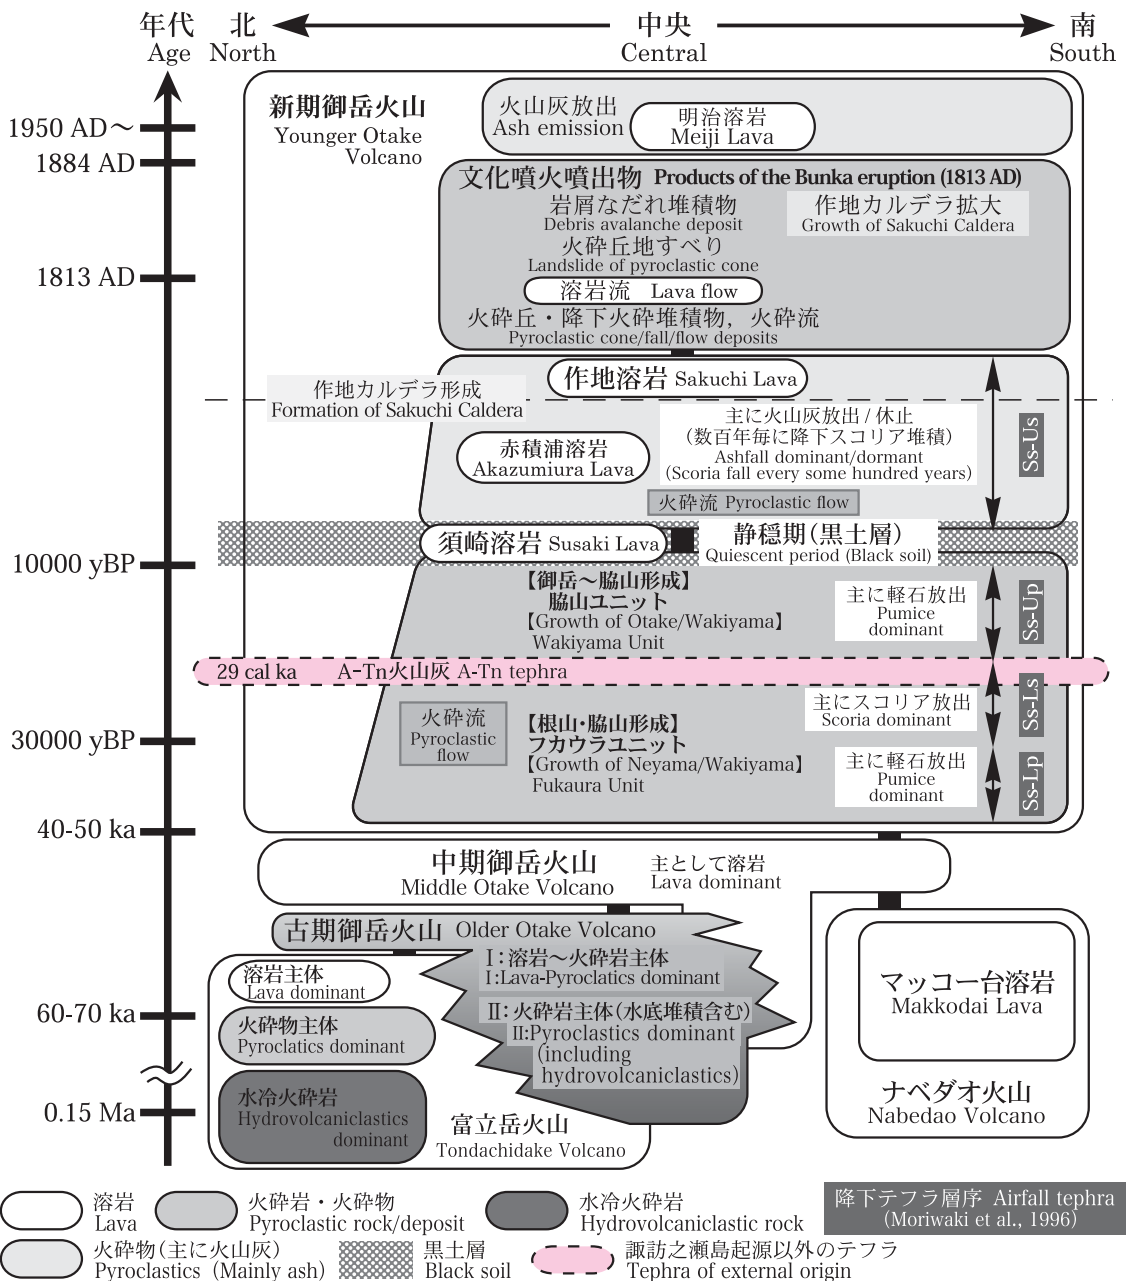 年代
Age
北
North
中央
Central
南
South
1950 AD～
1884 AD
1813 AD
10000 yBP
30000 yBP
40-50 ka
60-70 ka
0.15 Ma
新期御岳火山
Younger Otake
Volcano
火山灰放出
Ash emission
明治溶岩
Meiji Lava
文化噴火噴出物 Products of the Bunka eruption (1813 AD)
岩屑なだれ堆積物
Debris avalanche deposit
作地カルデラ拡大
Growth of Sakuchi Caldera
火砕丘地すべり
Landslide of pyroclastic cone
溶岩流 Lava flow
火砕丘・降下火砕堆積物，火砕流
Pyroclastic cone/fall/flow deposits
作地溶岩 Sakuchi Lava
作地カルデラ形成
Formation of Sakuchi Caldera
主に火山灰放出 / 休止
（数百年毎に降下スコリア堆積）
Ashfall dominant/dormant
(Scoria fall every some hundred years)
赤積浦溶岩
Akazumiura Lava
火砕流 Pyroclastic flow
Ss-Us
須崎溶岩 Susaki Lava
静穏期（黒土層）
Quiescent period (Black soil)
【御岳～脇山形成】
脇山ユニット
【Growth of Otake/Wakiyama】
Wakiyama Unit
主に軽石放出
Pumice
dominant
Ss-Up
29 cal ka A-Tn火山灰 A-Tn tephra
火砕流
Pyroclastic
flow
【根山・脇山形成】
フカウラユニット
【Growth of Neyama/Wakiyama】
Fukaura Unit
主にスコリア放出
Scoria dominant
Ss-Ls
主に軽石放出
Pumice
dominant
Ss-Lp
中期御岳火山
Middle Otake Volcano
主として溶岩
Lava dominant
古期御岳火山 Older Otake Volcano
Ⅰ：溶岩～火砕岩主体
I:Lava-Pyroclatics dominant
Ⅱ：火砕岩主体（水底堆積含む）
II:Pyroclastics dominant
(including
hydrovolcaniclastics)
溶岩主体
Lava dominant
火砕物主体
Pyroclatics dominant
水冷火砕岩
Hydrovolcaniclastics
dominant
富立岳火山
Tondachidake Volcano
マッコー台溶岩
Makkodai Lava
ナベダオ火山
Nabedao Volcano
溶岩
Lava
火砕岩・火砕物
Pyroclastic rock/deposit
水冷火砕岩
Hydrovolcaniclastic rock
降下テフラ層序 Airfall tephra
(Moriwaki et al., 1996)
火砕物（主に火山灰）
Pyroclastics (Mainly ash)
黒土層
Black soil
諏訪之瀬島起源以外のテフラ
Tephra of external origin